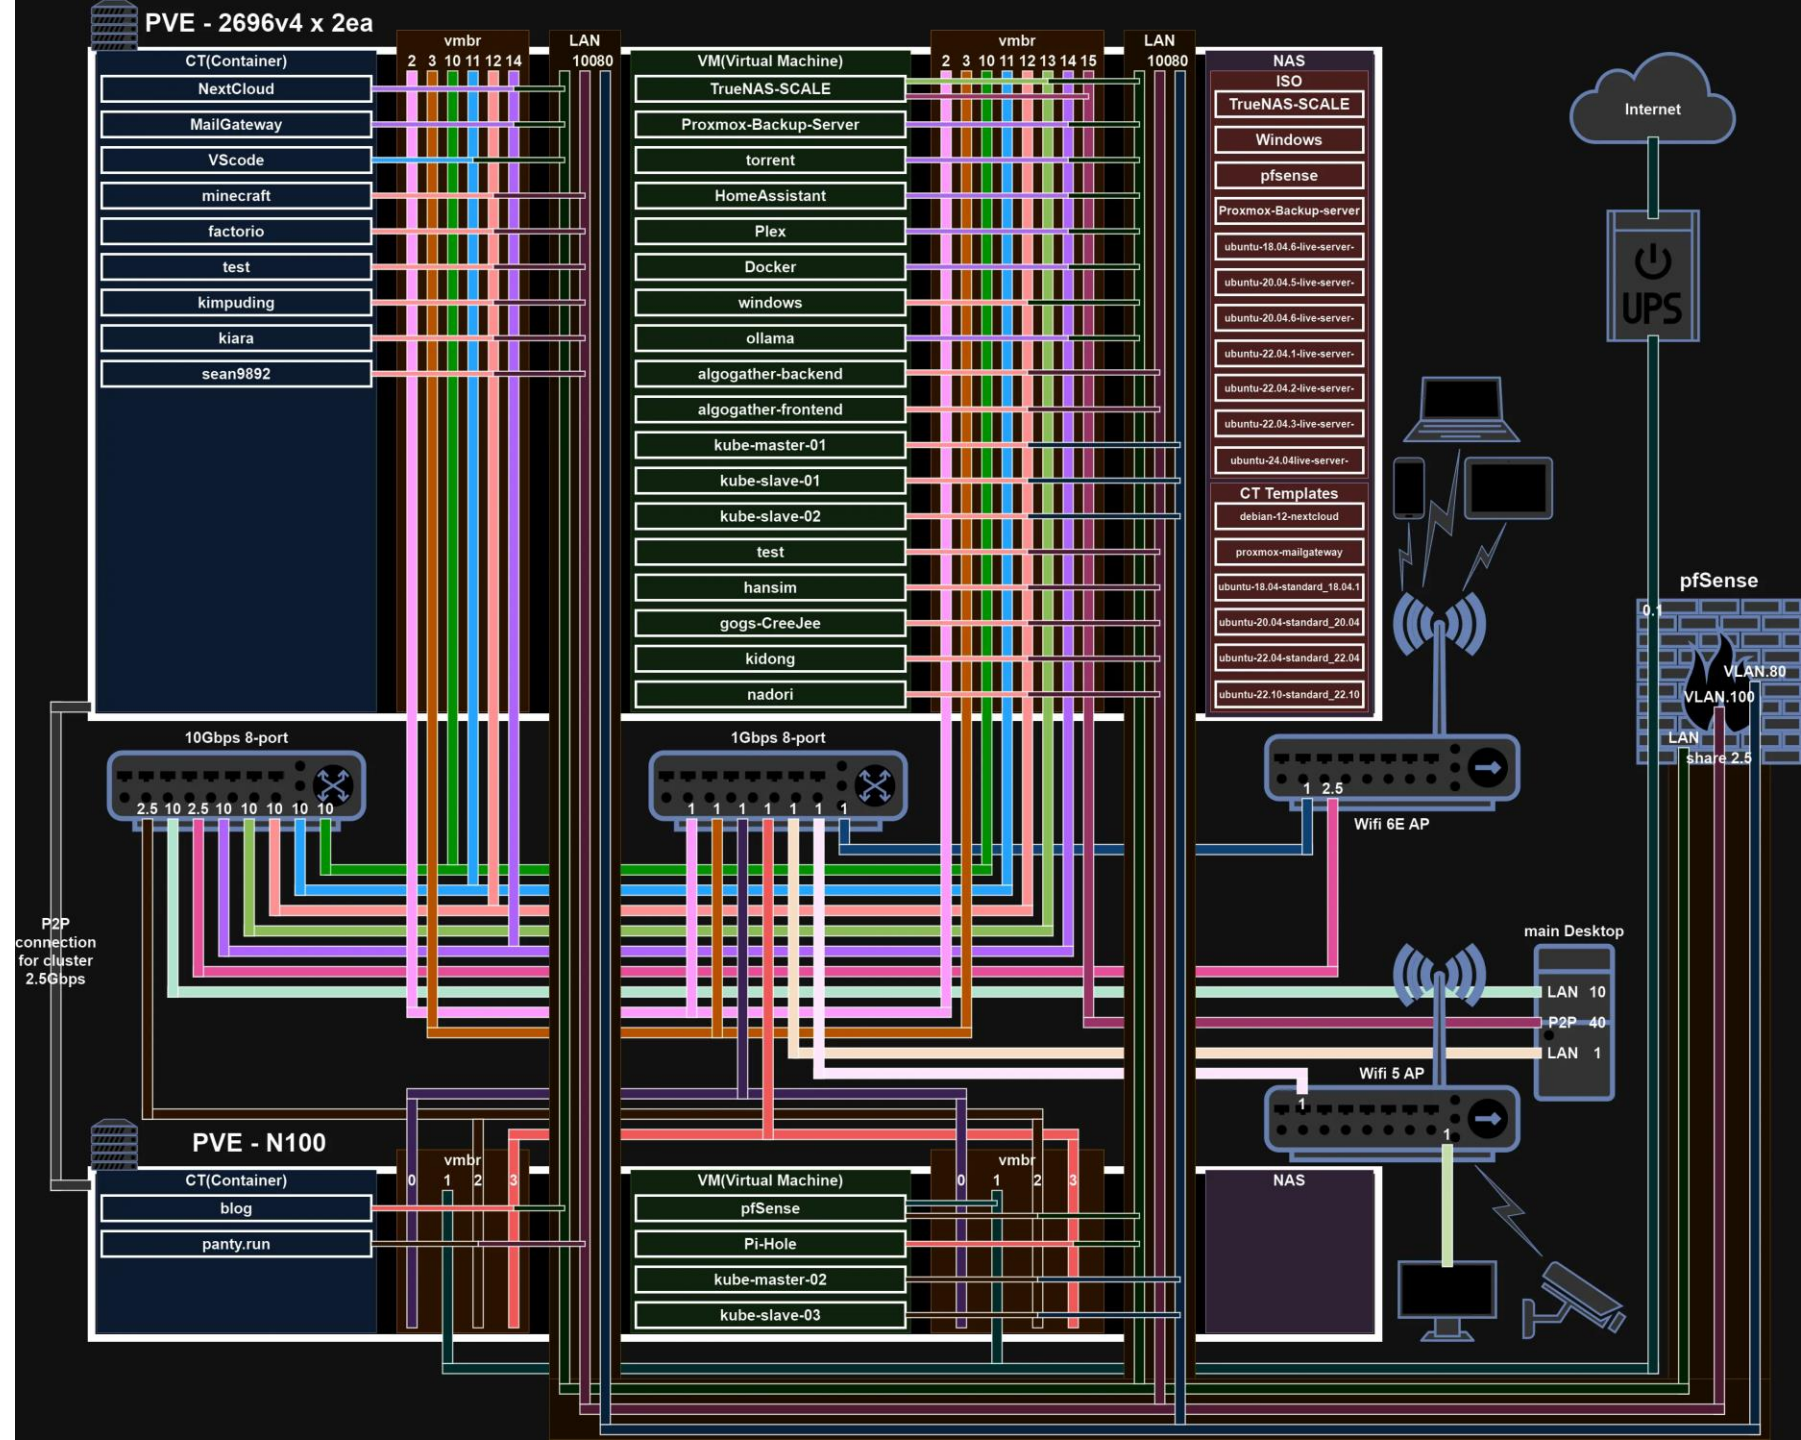 PVE - 2696v4 x 2ea
CT(Container)
NextCloud
MailGateway
VScode
minecraft
factorio
test
kimpuding
kiara
sean9892
vmbr
2 3 10 11 12 14
LAN
10080
VM(Virtual Machine)
TrueNAS-SCALE
Proxmox-Backup-Server
torrent
HomeAssistant
Plex
Docker
windows
ollama
algogather-backend
algogather-frontend
kube-master-01
kube-slave-01
kube-slave-02
test
hansim
gogs-CreeJee
kidong
nadori
vmbr
2 3 10 11 12 13 14 15
LAN
10080
NAS
ISO
TrueNAS-SCALE
Windows
pfsense
Proxmox-Backup-server
ubuntu-18.04.6-live-server-
ubuntu-20.04.5-live-server-
ubuntu-20.04.6-live-server-
ubuntu-22.04.1-live-server-
ubuntu-22.04.2-live-server-
ubuntu-22.04.3-live-server-
ubuntu-24.04live-server-
CT Templates
debian-12-nextcloud
proxmox-mailgateway
ubuntu-18.04-standard_18.04.1
ubuntu-20.04-standard_20.04
ubuntu-22.04-standard_22.04
ubuntu-22.10-standard_22.10
Internet
UPS
pfSense
0.1
VLAN.80
VLAN.100
LAN
share 2.5
10Gbps 8-port
2.5 10 2.5 10 10 10 10 10
1Gbps 8-port
1 1 1 1 1 1 1
1 2.5
Wifi 6E AP
P2P
connection
for cluster
2.5Gbps
main Desktop
LAN 10
P2P 40
LAN 1
Wifi 5 AP
1
1
PVE - N100
CT(Container)
blog
panty.run
vmbr
0 1 2 3
VM(Virtual Machine)
pfSense
Pi-Hole
kube-master-02
kube-slave-03
vmbr
0 1 2 3
NAS